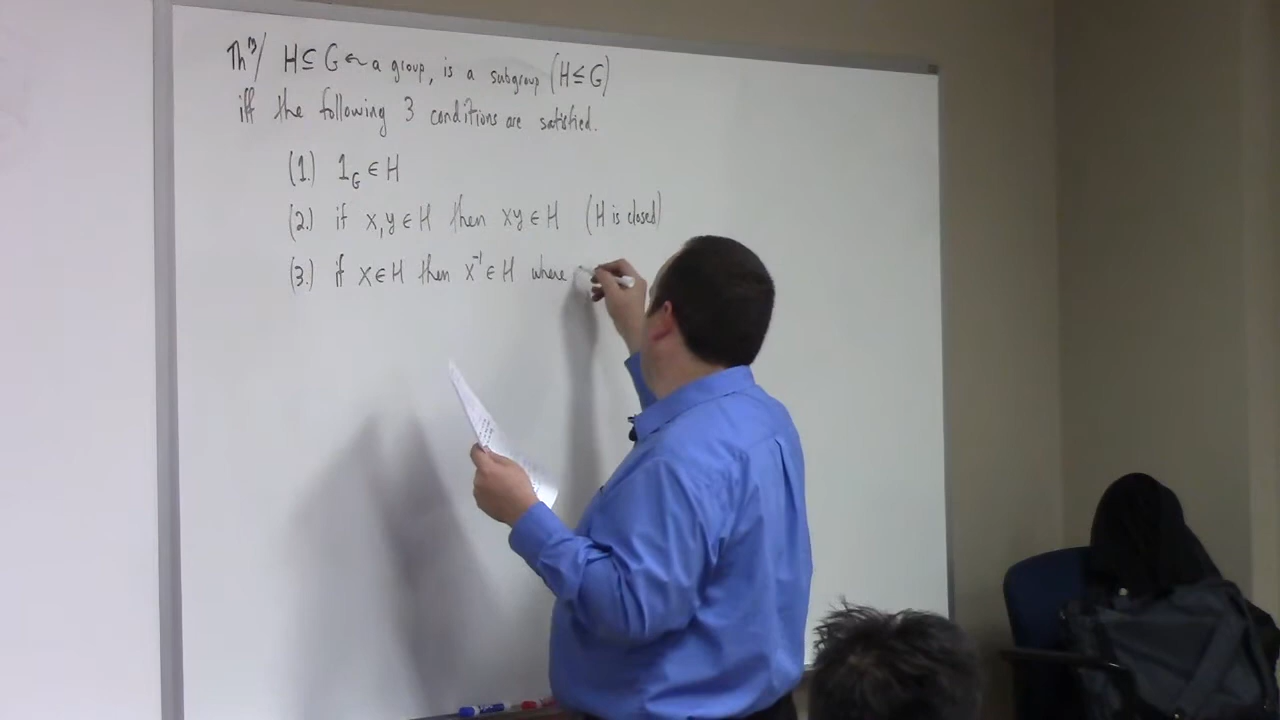 Thᵐ/ H ⊆ G ← a group, is a subgroup (H ≤ G)
iff the following 3 conditions are satisfied.
(1.) 1_G ∈ H
(2.) if x, y ∈ H then xy ∈ H (H is closed)
(3.) if x ∈ H then x⁻¹ ∈ H where